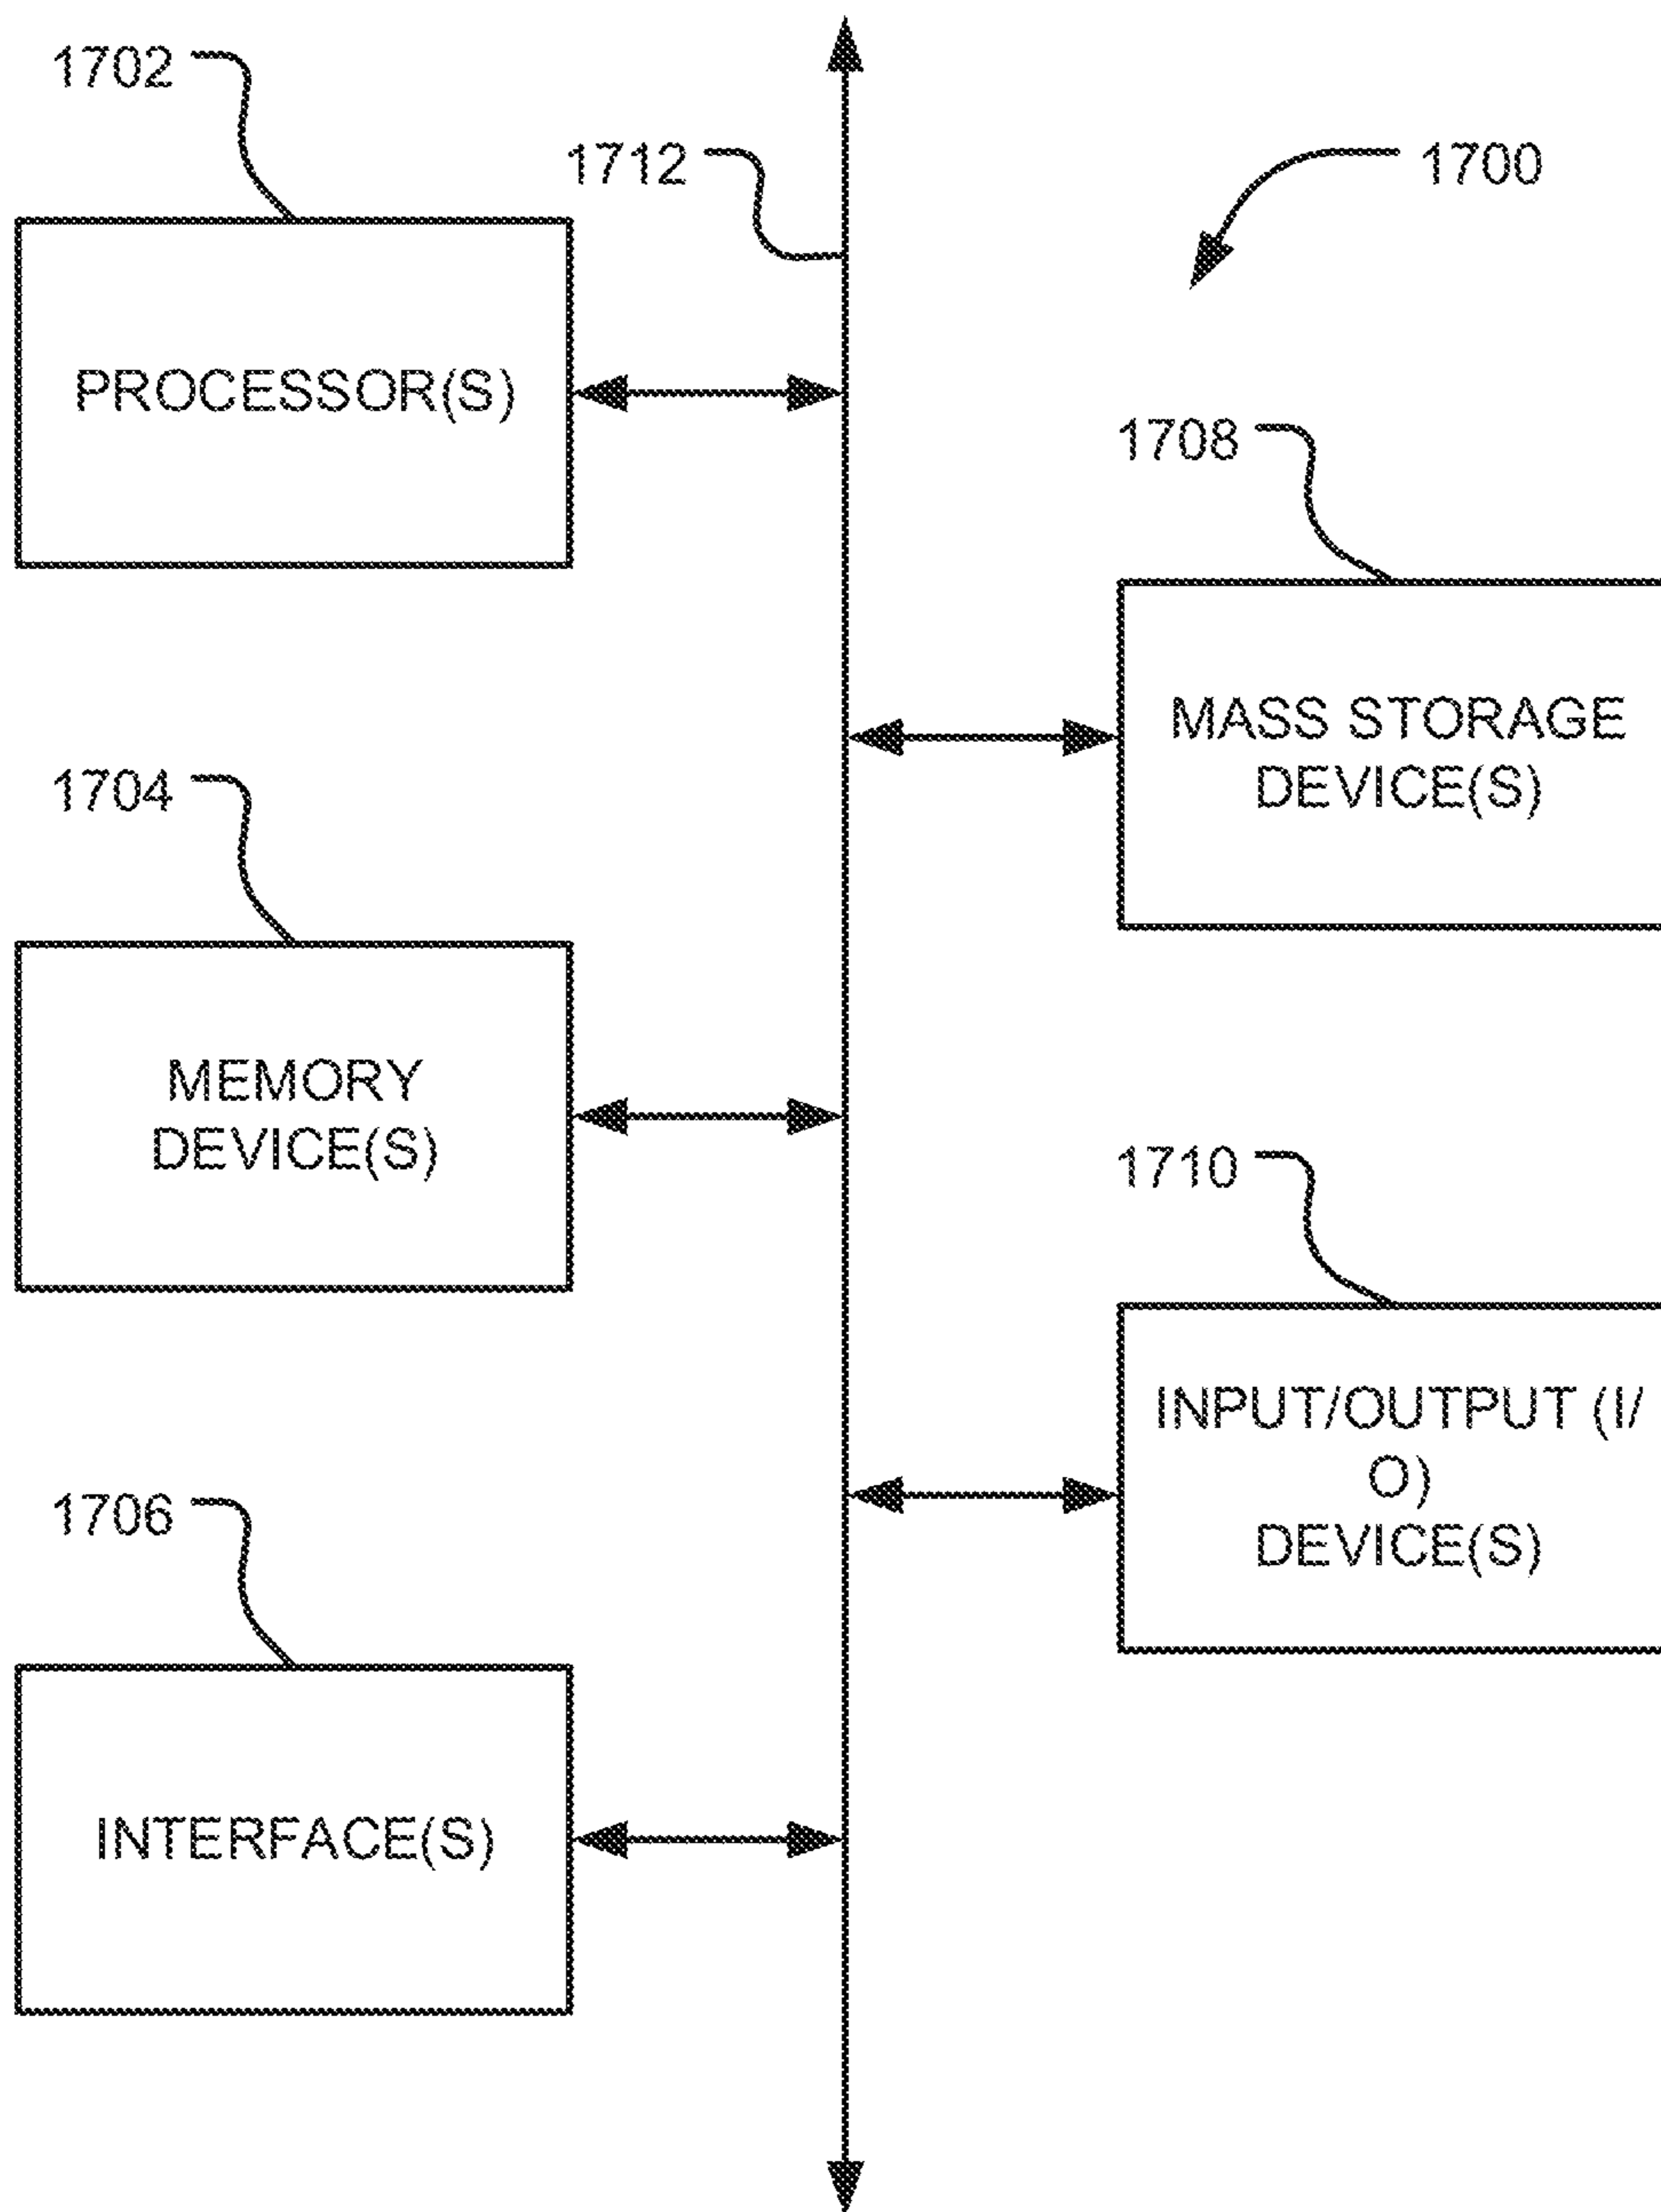 1702
1712
1700
PROCESSOR(S)
1708
MASS STORAGE
DEVICE(S)
1704
MEMORY
DEVICE(S)
1710
INPUT/OUTPUT (I/
O)
DEVICE(S)
1706
INTERFACE(S)